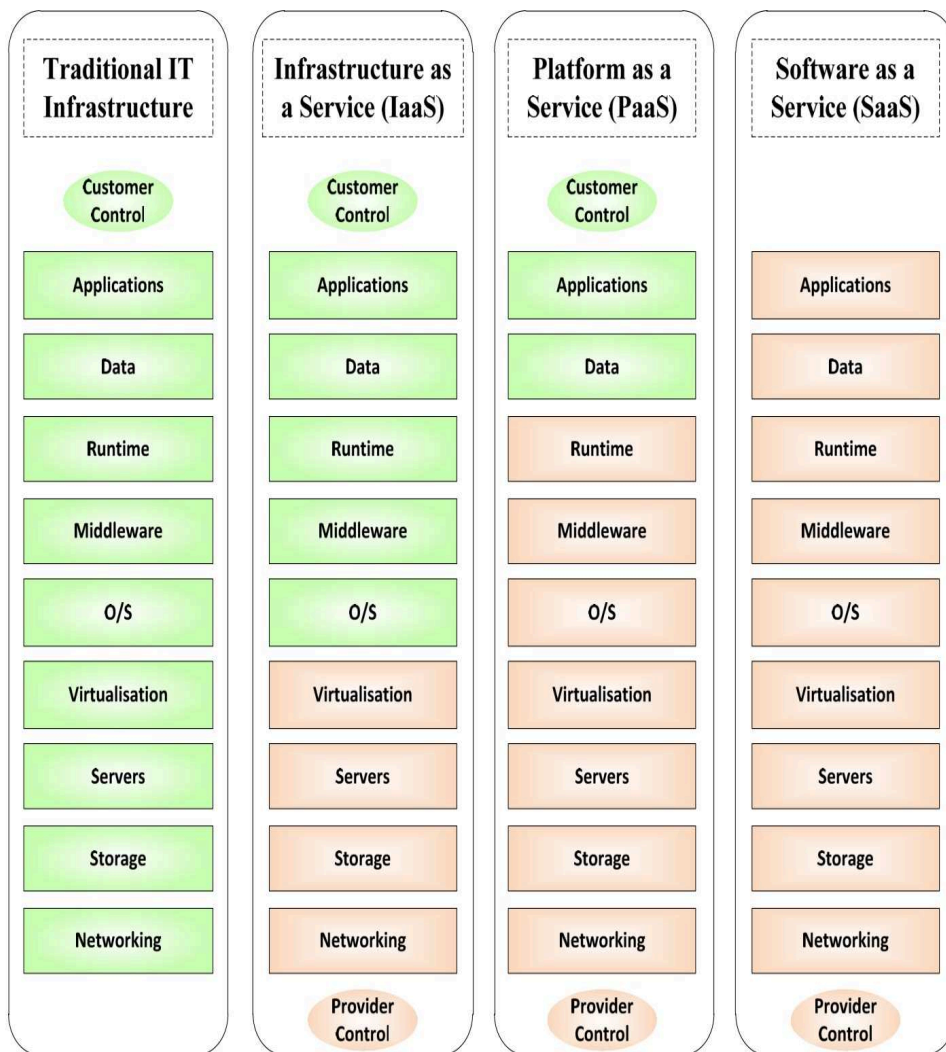 Traditional IT
Infrastructure
Customer
Control
Applications
Data
Runtime
Middleware
O/S
Virtualisation
Servers
Storage
Networking
Infrastructure as
a Service (IaaS)
Customer
Control
Applications
Data
Runtime
Middleware
O/S
Virtualisation
Servers
Storage
Networking
Provider
Control
Platform as a
Service (PaaS)
Customer
Control
Applications
Data
Runtime
Middleware
O/S
Virtualisation
Servers
Storage
Networking
Provider
Control
Software as a
Service (SaaS)
Applications
Data
Runtime
Middleware
O/S
Virtualisation
Servers
Storage
Networking
Provider
Control